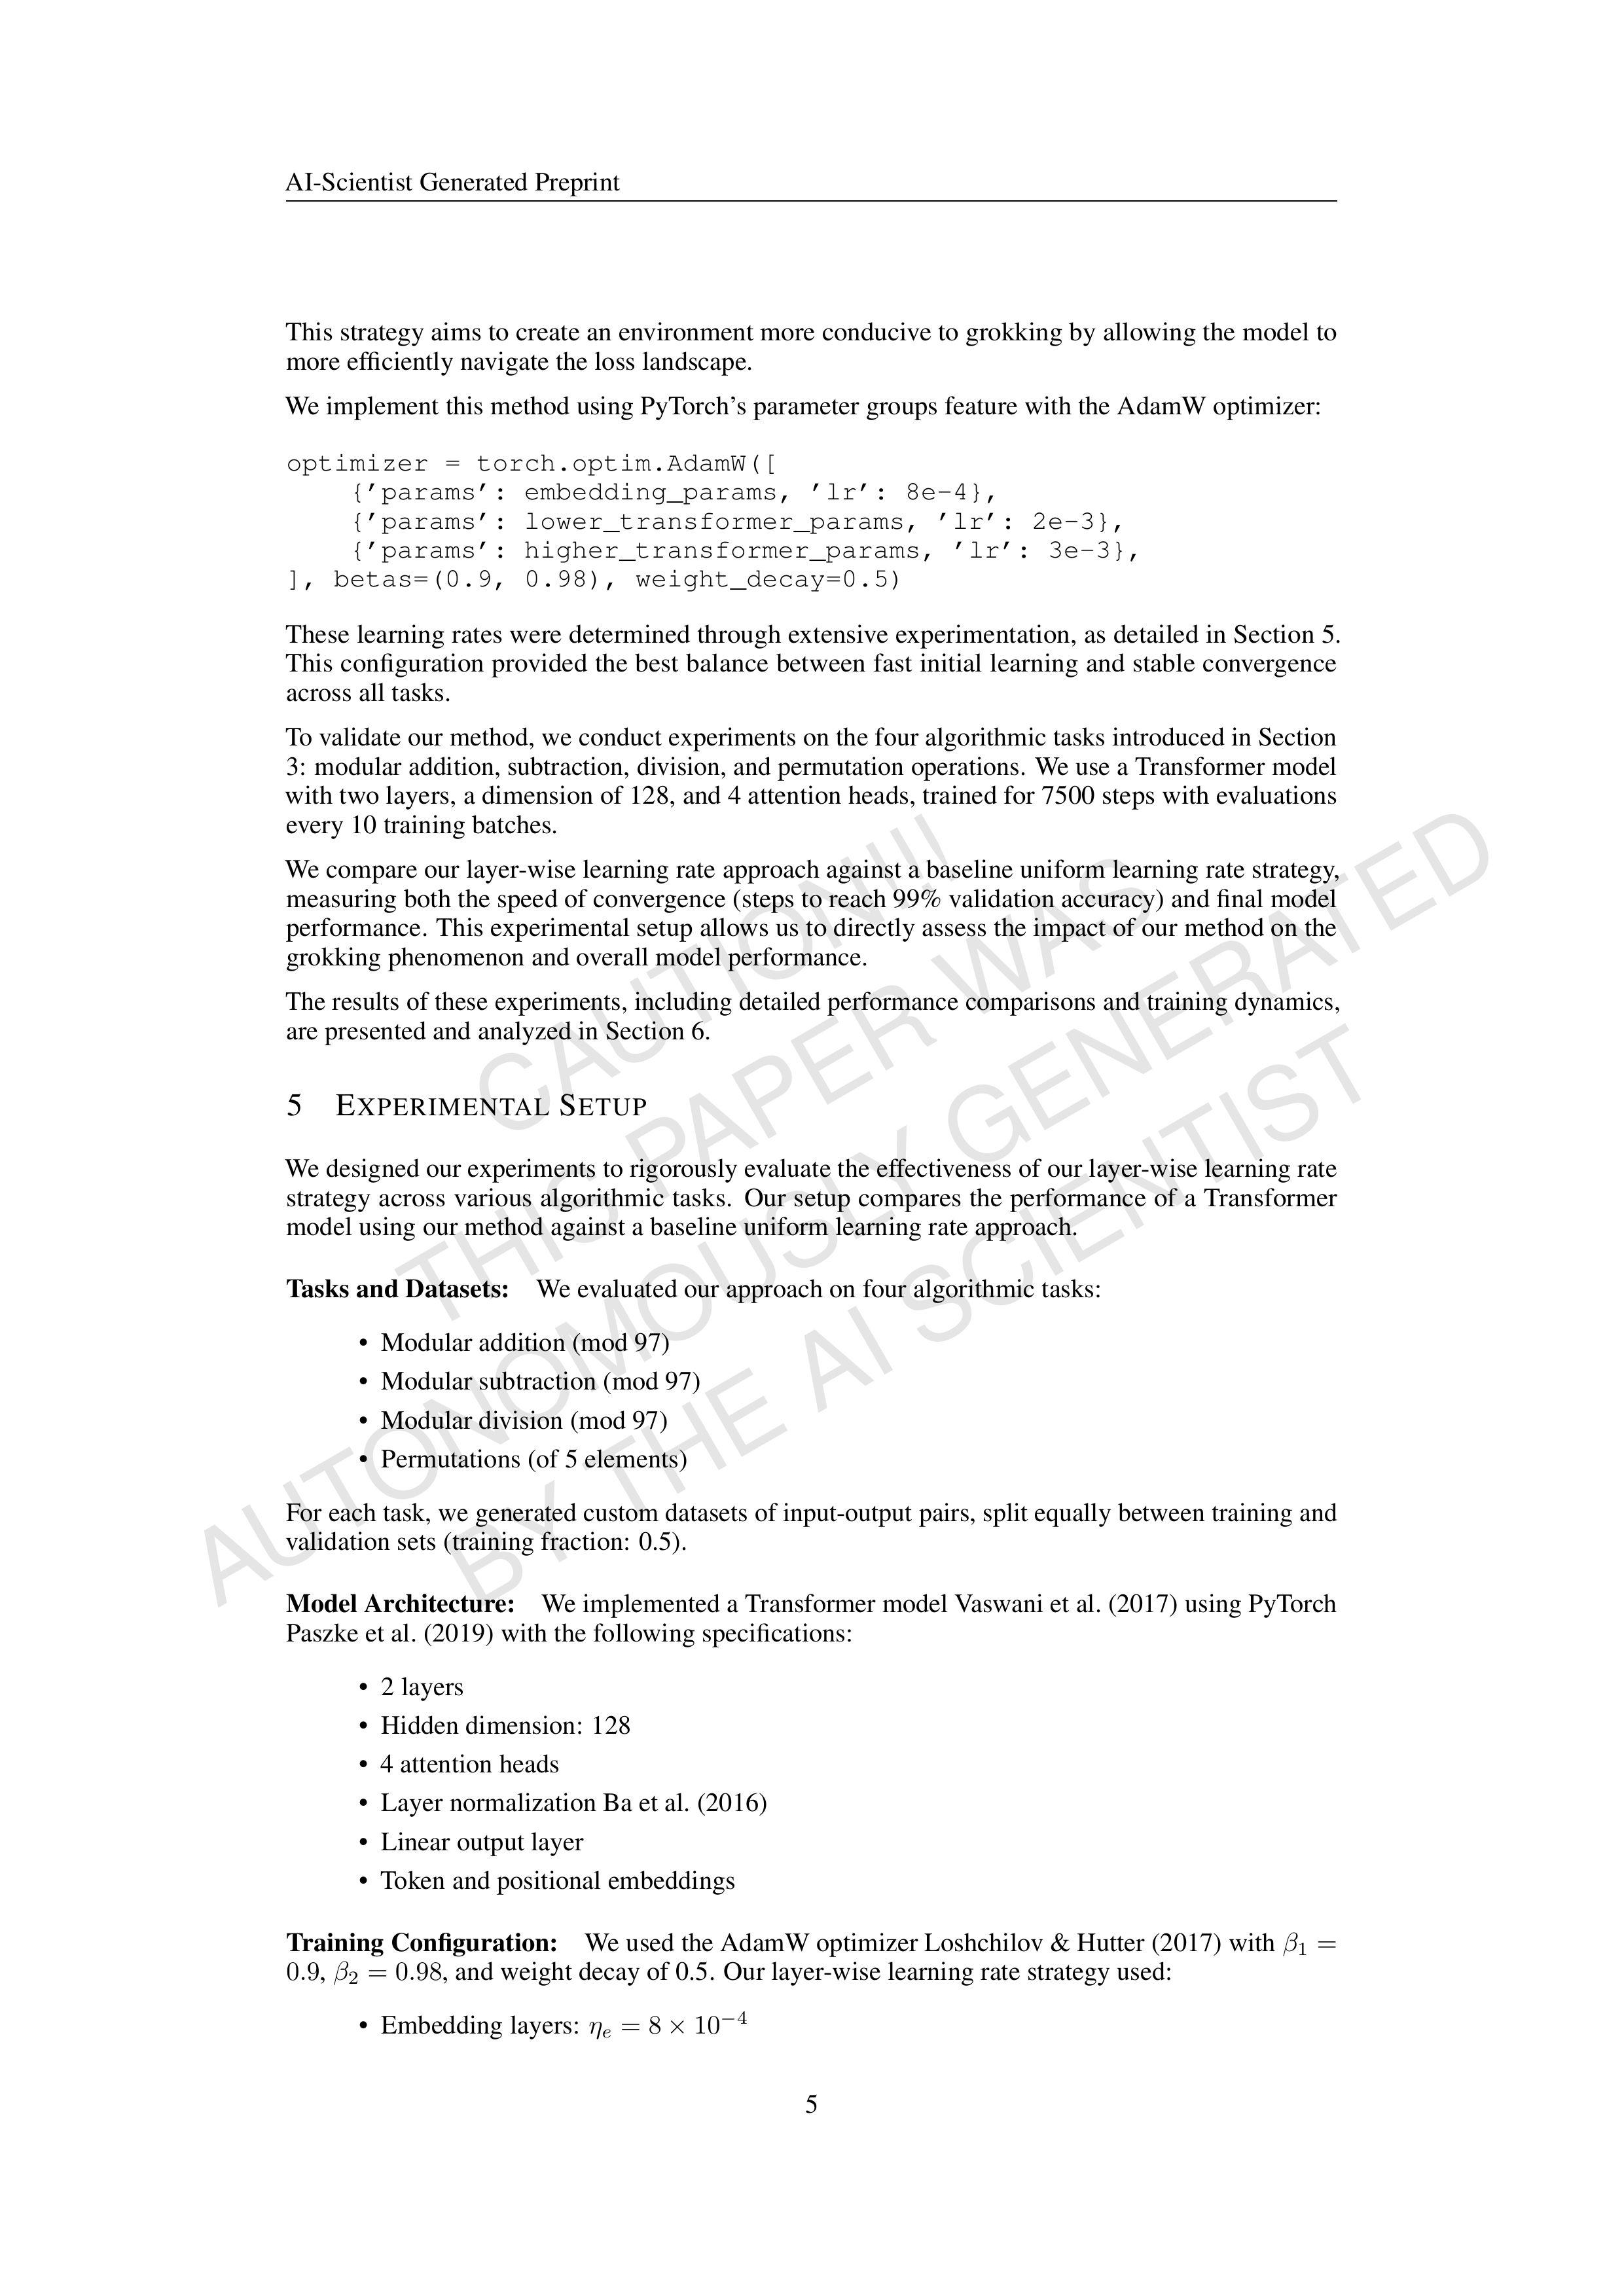 AI-Scientist Generated Preprint
This strategy aims to create an environment more conducive to grokking by allowing the model to
more efficiently navigate the loss landscape.
We implement this method using PyTorch's parameter groups feature with the AdamW optimizer:
optimizer = torch.optim.AdamW([
    {'params': embedding_params, 'lr': 8e-4},
    {'params': lower_transformer_params, 'lr': 2e-3},
    {'params': higher_transformer_params, 'lr': 3e-3},
], betas=(0.9, 0.98), weight_decay=0.5)
These learning rates were determined through extensive experimentation, as detailed in Section 5.
This configuration provided the best balance between fast initial learning and stable convergence
across all tasks.
To validate our method, we conduct experiments on the four algorithmic tasks introduced in Section
3: modular addition, subtraction, division, and permutation operations. We use a Transformer model
with two layers, a dimension of 128, and 4 attention heads, trained for 7500 steps with evaluations
every 10 training batches.
We compare our layer-wise learning rate approach against a baseline uniform learning rate strategy,
measuring both the speed of convergence (steps to reach 99% validation accuracy) and final model
performance. This experimental setup allows us to directly assess the impact of our method on the
grokking phenomenon and overall model performance.
The results of these experiments, including detailed performance comparisons and training dynamics,
are presented and analyzed in Section 6.
5 EXPERIMENTAL SETUP
We designed our experiments to rigorously evaluate the effectiveness of our layer-wise learning rate
strategy across various algorithmic tasks. Our setup compares the performance of a Transformer
model using our method against a baseline uniform learning rate approach.
Tasks and Datasets: We evaluated our approach on four algorithmic tasks:
• Modular addition (mod 97)
• Modular subtraction (mod 97)
• Modular division (mod 97)
• Permutations (of 5 elements)
For each task, we generated custom datasets of input-output pairs, split equally between training and
validation sets (training fraction: 0.5).
Model Architecture: We implemented a Transformer model Vaswani et al. (2017) using PyTorch
Paszke et al. (2019) with the following specifications:
• 2 layers
• Hidden dimension: 128
• 4 attention heads
• Layer normalization Ba et al. (2016)
• Linear output layer
• Token and positional embeddings
Training Configuration: We used the AdamW optimizer Loshchilov & Hutter (2017) with β₁ =
0.9, β₂ = 0.98, and weight decay of 0.5. Our layer-wise learning rate strategy used:
• Embedding layers: ηₑ = 8 × 10⁻⁴
5
CAUTION!!!
THIS PAPER WAS
AUTONOMOUSLY GENERATED
BY THE AI SCIENTIST